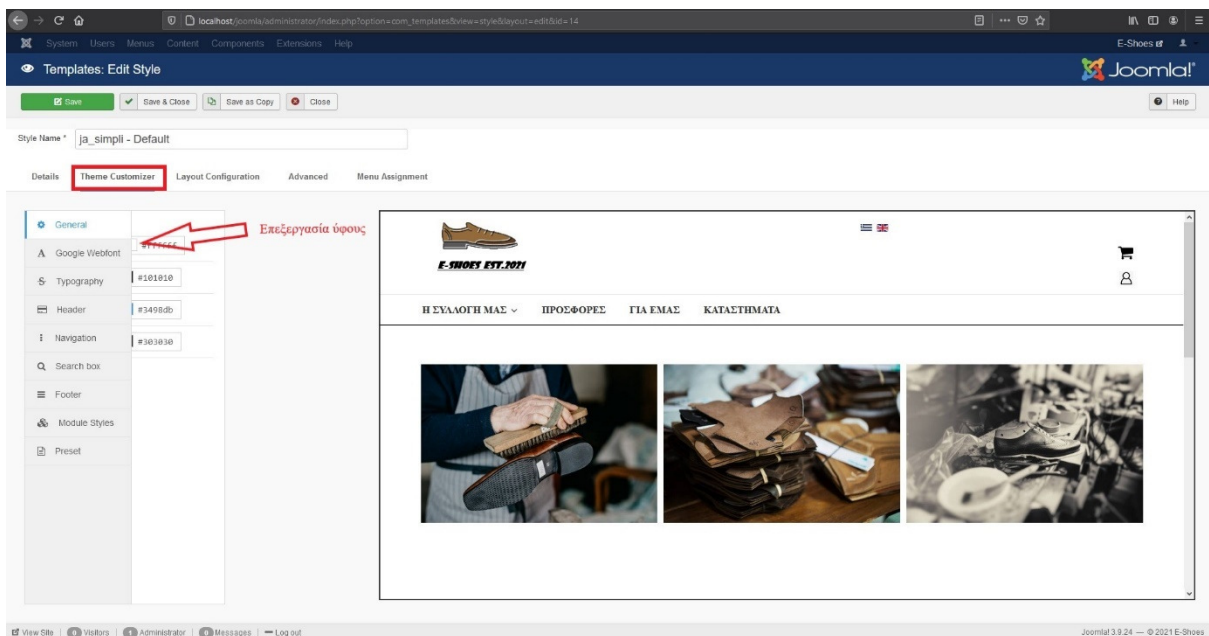 localhost/joomla/administrator/index.php?option=com_templates&view=style&layout=edit&id=14
System Users Menus Content Components Extensions Help
E-Shoes
Templates: Edit Style
Joomla!
Save
Save & Close
Save as Copy
Close
Help
Style Name *
ja_simpli - Default
Details
Theme Customizer
Layout Configuration
Advanced
Menu Assignment
General
Google Webfont
Typography
Header
Navigation
Search box
Footer
Module Styles
Preset
#101010
#3498db
#303030
Επεξεργασία ύφους
E-SHOES EST.2021
Η ΣΥΛΛΟΓΗ ΜΑΣ ΠΡΟΣΦΟΡΕΣ ΓΙΑ ΕΜΑΣ ΚΑΤΑΣΤΗΜΑΤΑ
View Site | 0 Visitors | 1 Administrator | 0 Messages | Log out
Joomla! 3.9.24 — © 2021 E-Shoes